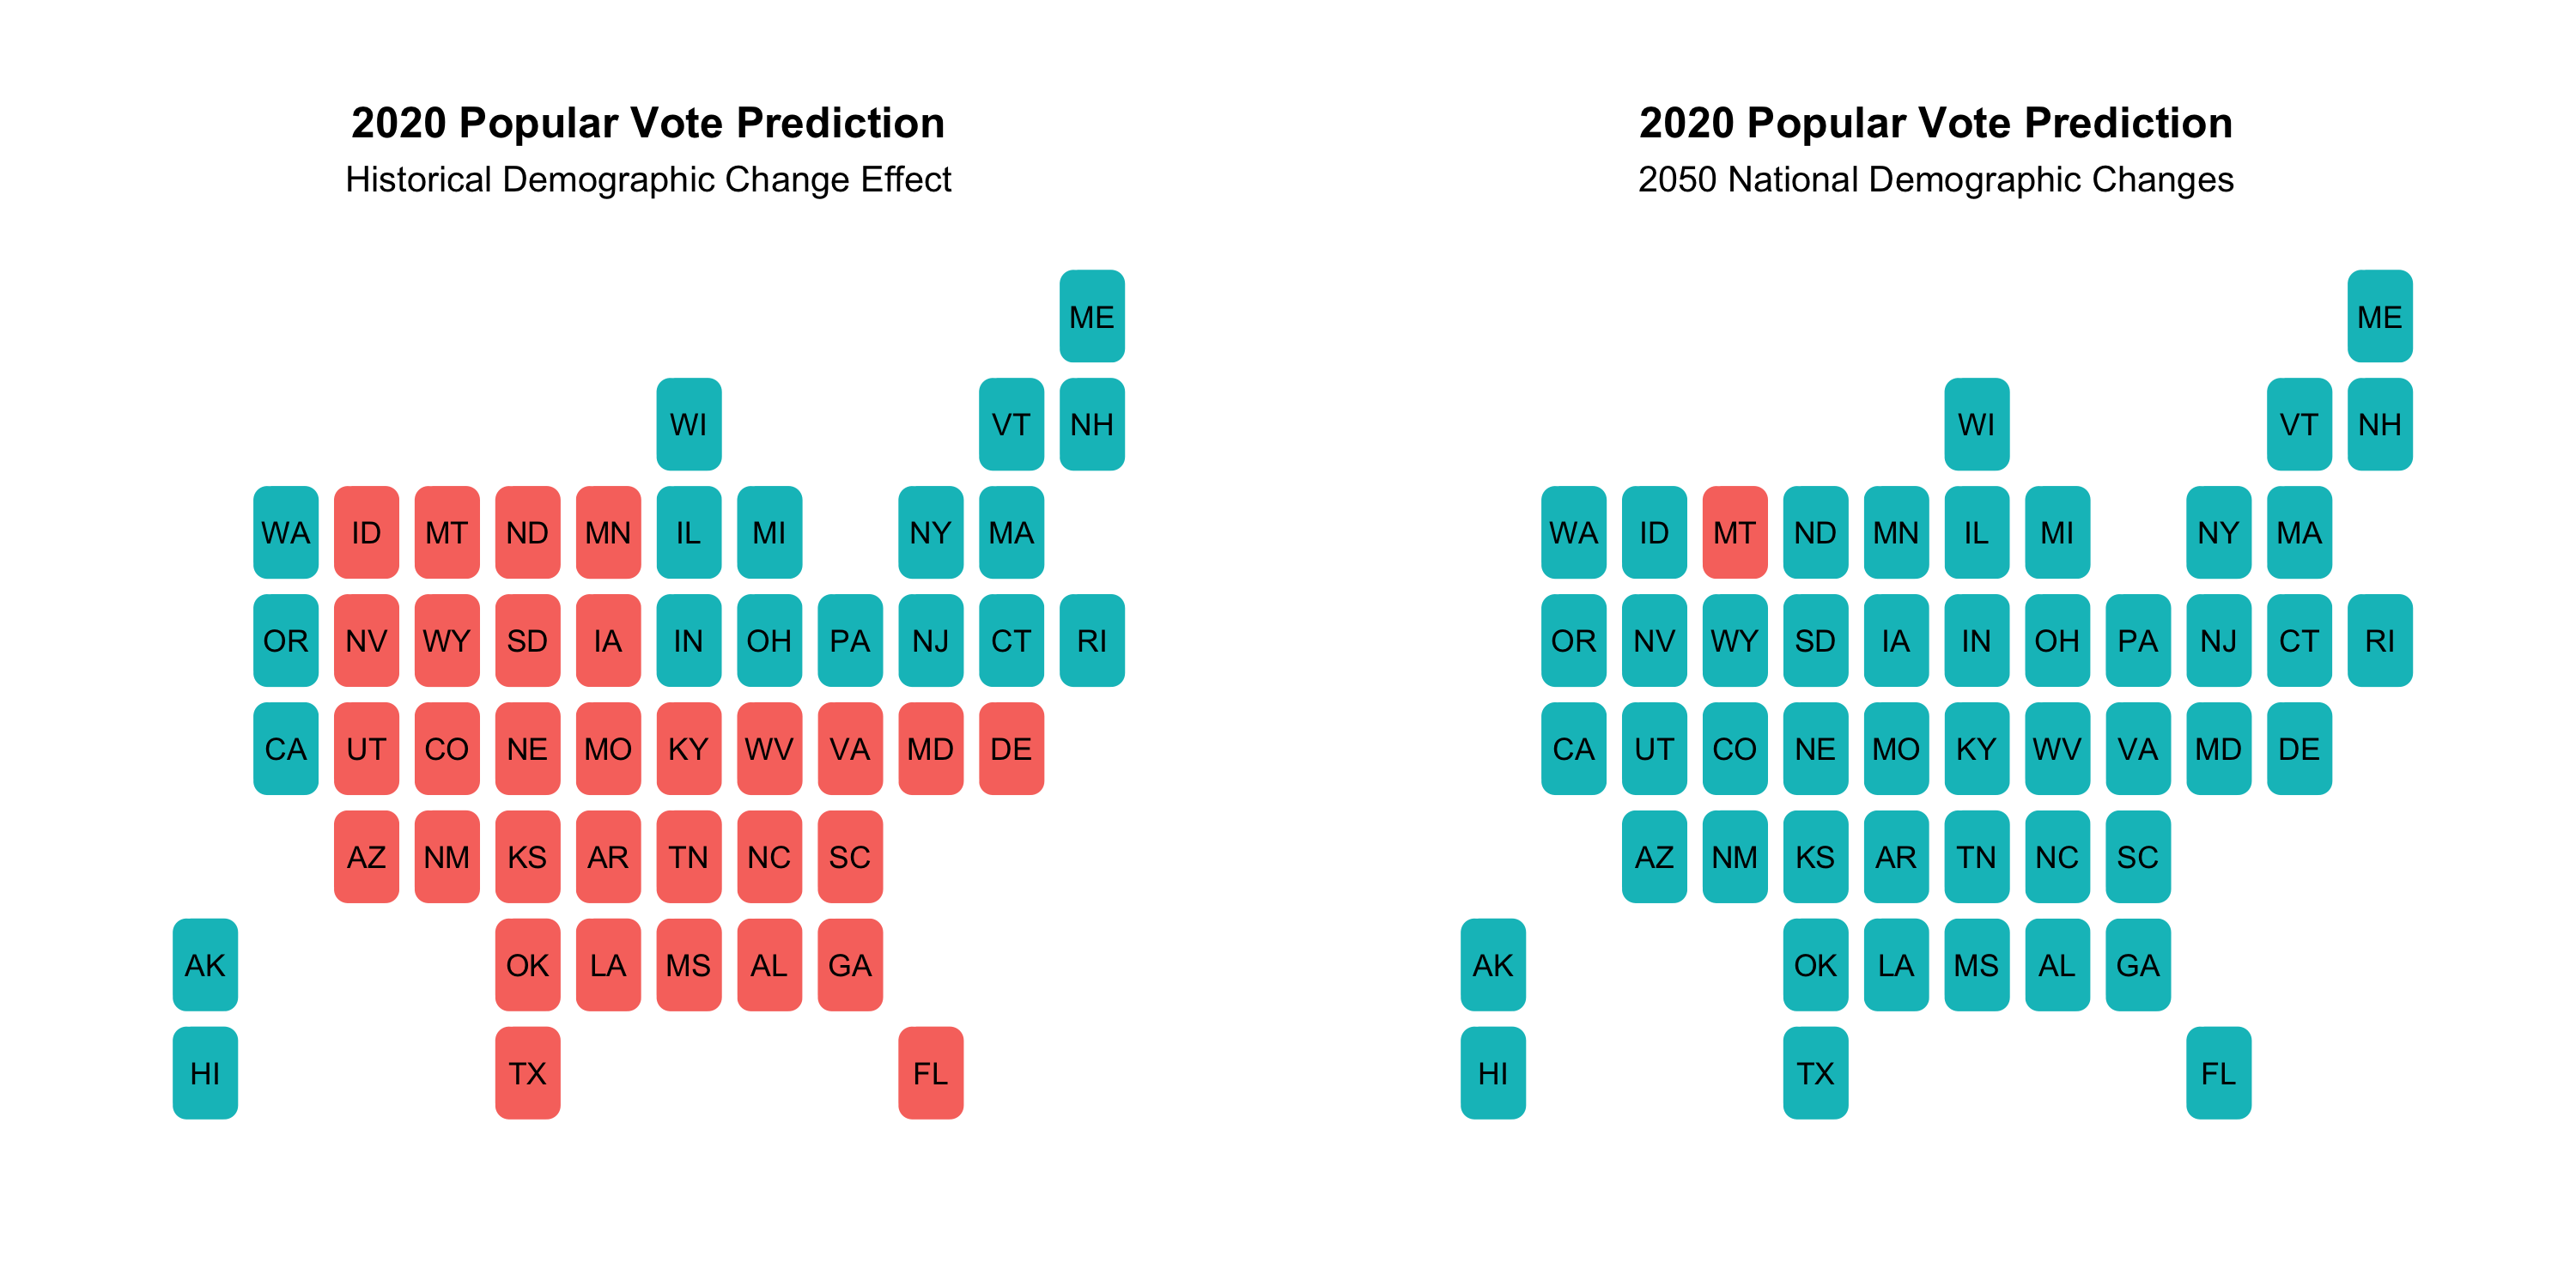 2020 Popular Vote Prediction
Historical Demographic Change Effect
ME
WI VT NH
WA ID MT ND MN IL MI NY MA
OR NV WY SD IA IN OH PA NJ CT RI
CA UT CO NE MO KY WV VA MD DE
AZ NM KS AR TN NC SC
AK OK LA MS AL GA
HI TX FL
2020 Popular Vote Prediction
2050 National Demographic Changes
ME
WI VT NH
WA ID MT ND MN IL MI NY MA
OR NV WY SD IA IN OH PA NJ CT RI
CA UT CO NE MO KY WV VA MD DE
AZ NM KS AR TN NC SC
AK OK LA MS AL GA
HI TX FL